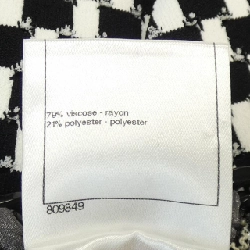 79% viscose - rayon
21% polyester - polyester
809849